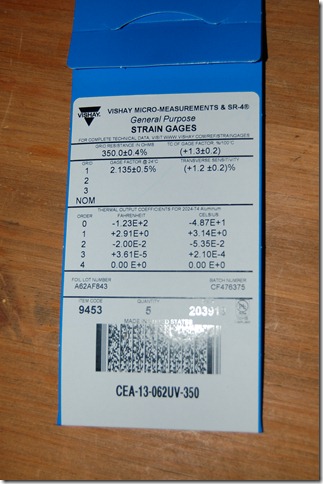 VISHAY
VISHAY MICRO-MEASUREMENTS & SR-4®
General Purpose
STRAIN GAGES
FOR COMPLETE TECHNICAL DATA, VISIT WWW.VISHAYMG.COM/REF/STRAINGAGES
GRID RESISTANCE IN OHMS TC OF GAGE FACTOR, %/100°C
350.0±0.4% (+1.3±0.2)
GRID GAGE FACTOR @ 24°C TRANSVERSE SENSITIVITY
1 2.135±0.5% (+1.2 ±0.2)%
2
3
NOM
THERMAL OUTPUT COEFFICIENTS FOR 2024-T4 Aluminum
ORDER FAHRENHEIT CELSIUS
0 -1.23E+2 -4.87E+1
1 +2.91E+0 +3.14E+0
2 -2.00E-2 -5.35E-2
3 +3.61E-5 +2.10E-4
4 0.00 E+0 0.00 E+0
FOIL LOT NUMBER BATCH NUMBER
A62AF843 CF476375
ITEM CODE QUANTITY
9453 5
MADE IN UNITED STATES
CEA-13-062UV-350